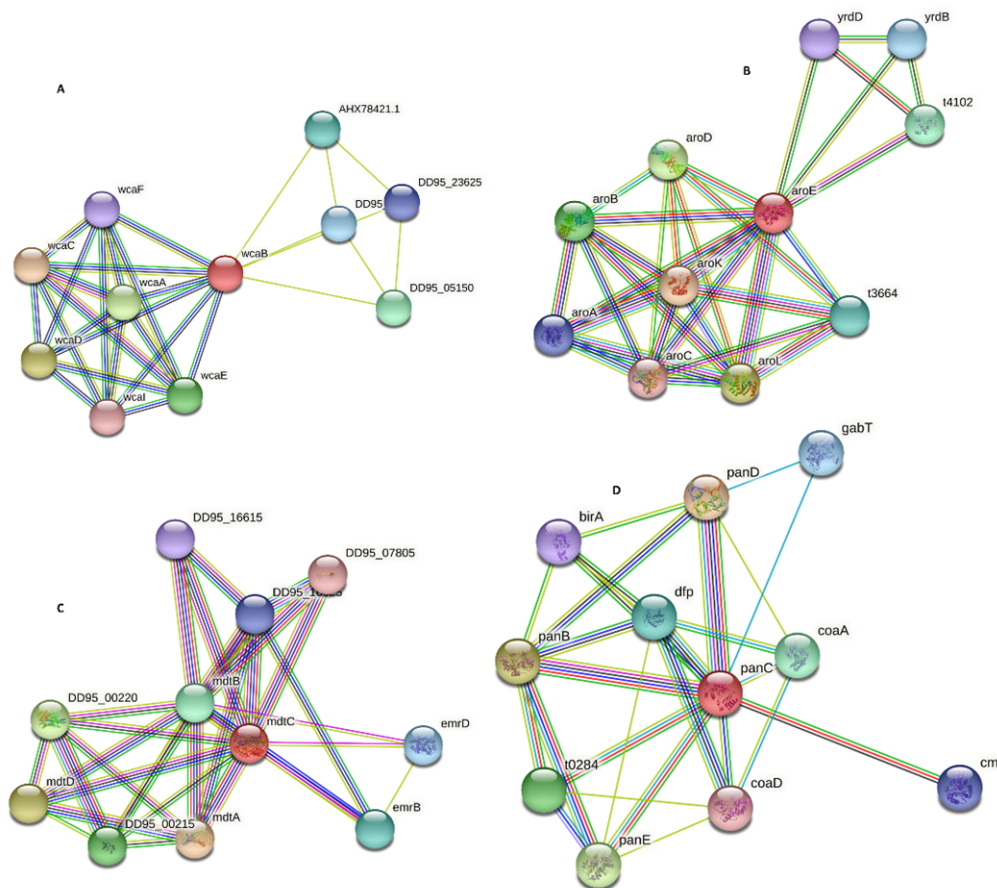 A
AHX78421.1
wcaF
DD95_23625
DD95
wcaC
wcaB
wcaA
DD95_05150
wcaD
wcaE
wcaI
yrdD
yrdB
B
t4102
aroD
aroB
aroE
aroK
t3664
aroA
aroC
aroL
DD95_16615
DD95_07805
C
mdtB
DD95_00220
mdtC
emrD
mdtD
emrB
DD95_00215
mdtA
gabT
panD
D
birA
dfp
coaA
panB
panC
t0284
coaD
cm
panE